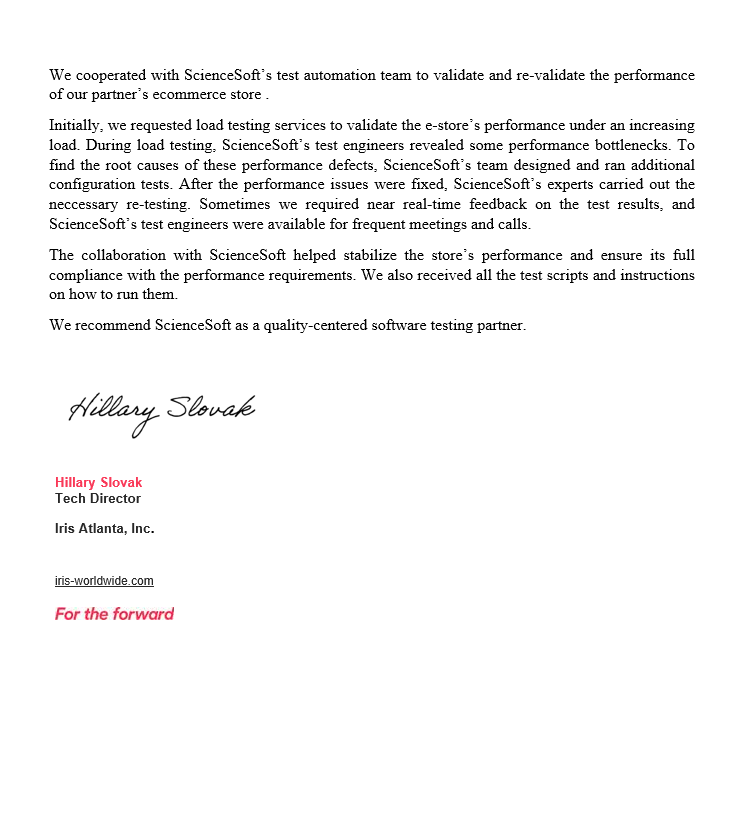 We cooperated with ScienceSoft's test automation team to validate and re-validate the performance
of our partner's ecommerce store .
Initially, we requested load testing services to validate the e-store's performance under an increasing
load. During load testing, ScienceSoft's test engineers revealed some performance bottlenecks. To
find the root causes of these performance defects, ScienceSoft's team designed and ran additional
configuration tests. After the performance issues were fixed, ScienceSoft's experts carried out the
neccessary re-testing. Sometimes we required near real-time feedback on the test results, and
ScienceSoft's test engineers were available for frequent meetings and calls.
The collaboration with ScienceSoft helped stabilize the store's performance and ensure its full
compliance with the performance requirements. We also received all the test scripts and instructions
on how to run them.
We recommend ScienceSoft as a quality-centered software testing partner.
Hillary Slovak
Hillary Slovak
Tech Director
Iris Atlanta, Inc.
iris-worldwide.com
For the forward